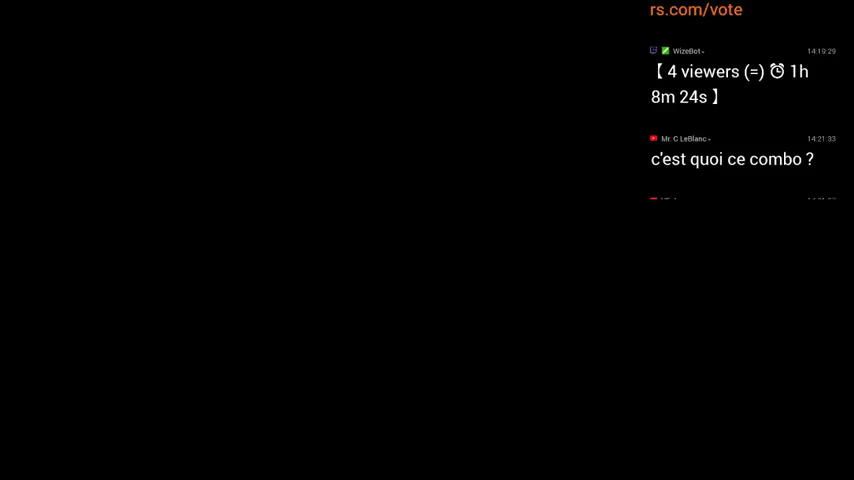 rs.com/vote
WizeBot
14:19:29
【 4 viewers (=) ⏰ 1h
8m 24s 】
Mr. C LeBlanc
14:21:33
c'est quoi ce combo ?